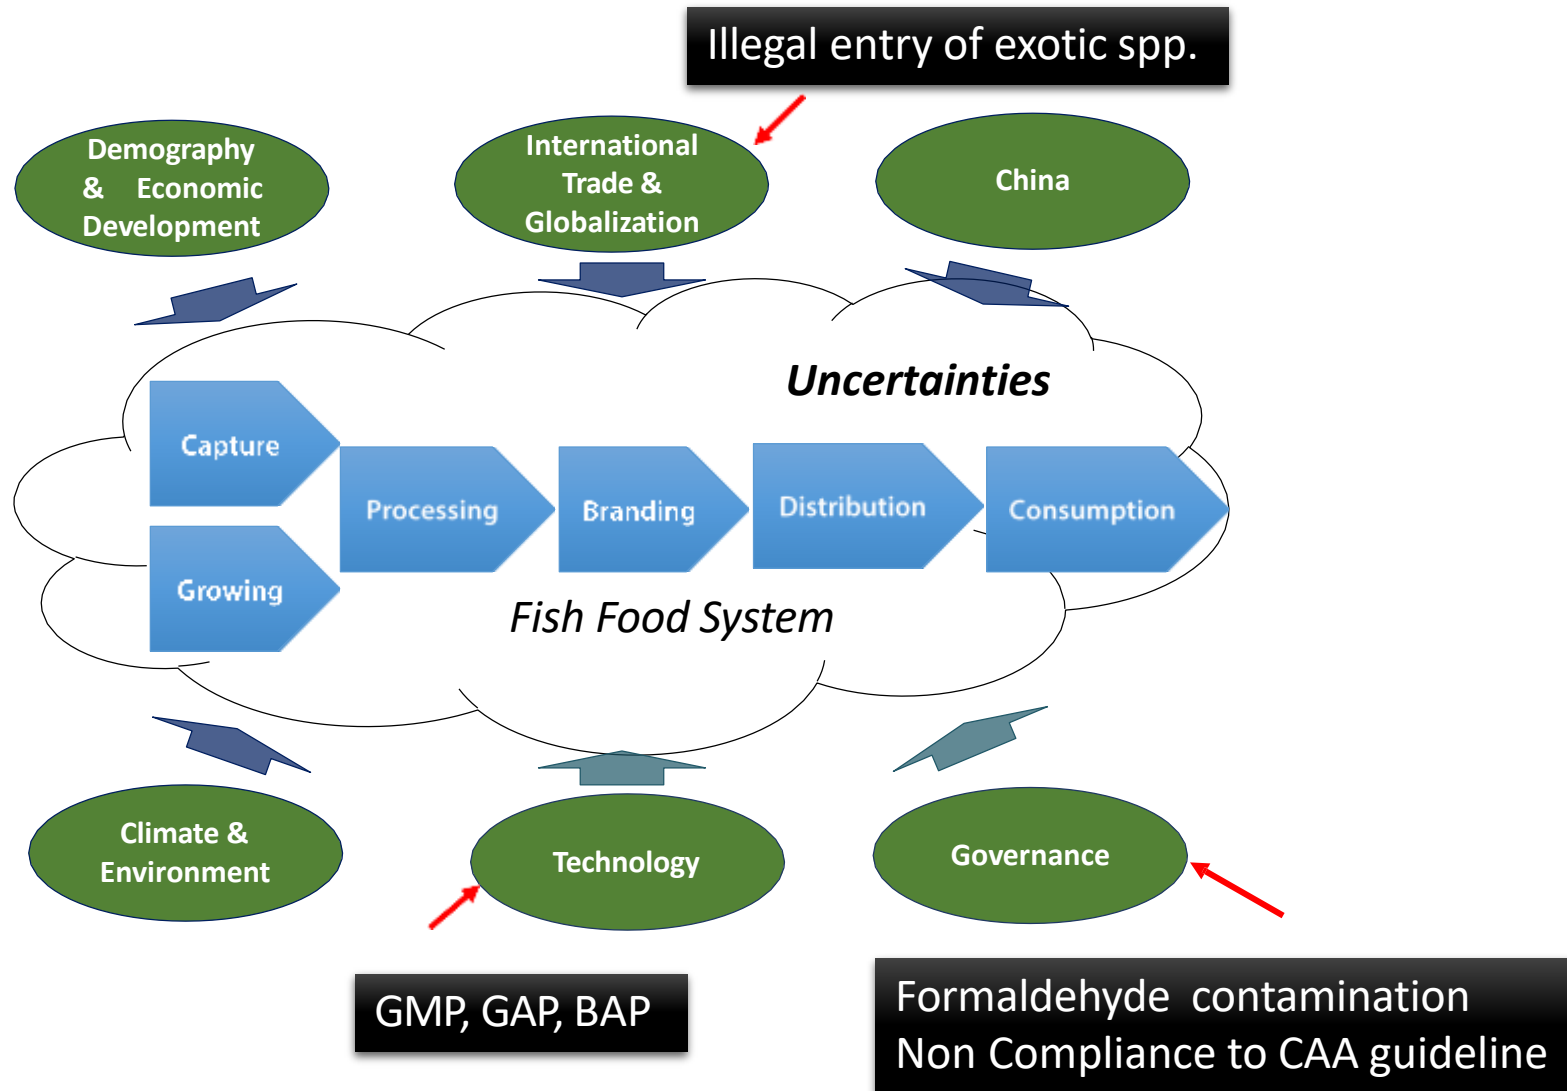 Illegal entry of exotic spp.
Demography
& Economic
Development
International
Trade &
Globalization
China
Uncertainties
Capture
Processing
Branding
Distribution
Consumption
Growing
Fish Food System
Climate &
Environment
Technology
Governance
GMP, GAP, BAP
Formaldehyde contamination
Non Compliance to CAA guideline